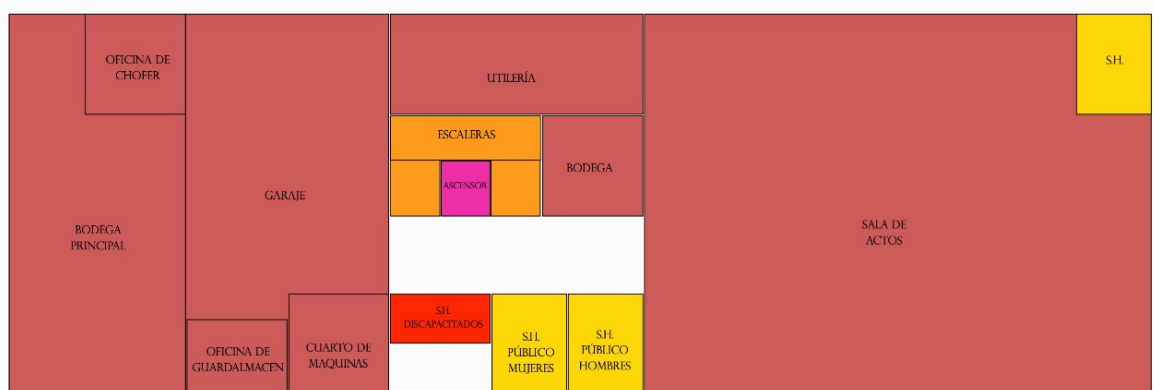 OFICINA DE
CHOFER
UTILERÍA
S.H.
ESCALERAS
BODEGA
ASCENSOR
GARAJE
BODEGA
PRINCIPAL
SALA DE
ACTOS
S.H.
DISCAPACITADOS
S.H.
PÚBLICO
MUJERES
S.H.
PÚBLICO
HOMBRES
OFICINA DE
GUARDALMACEN
CUARTO DE
MAQUINAS